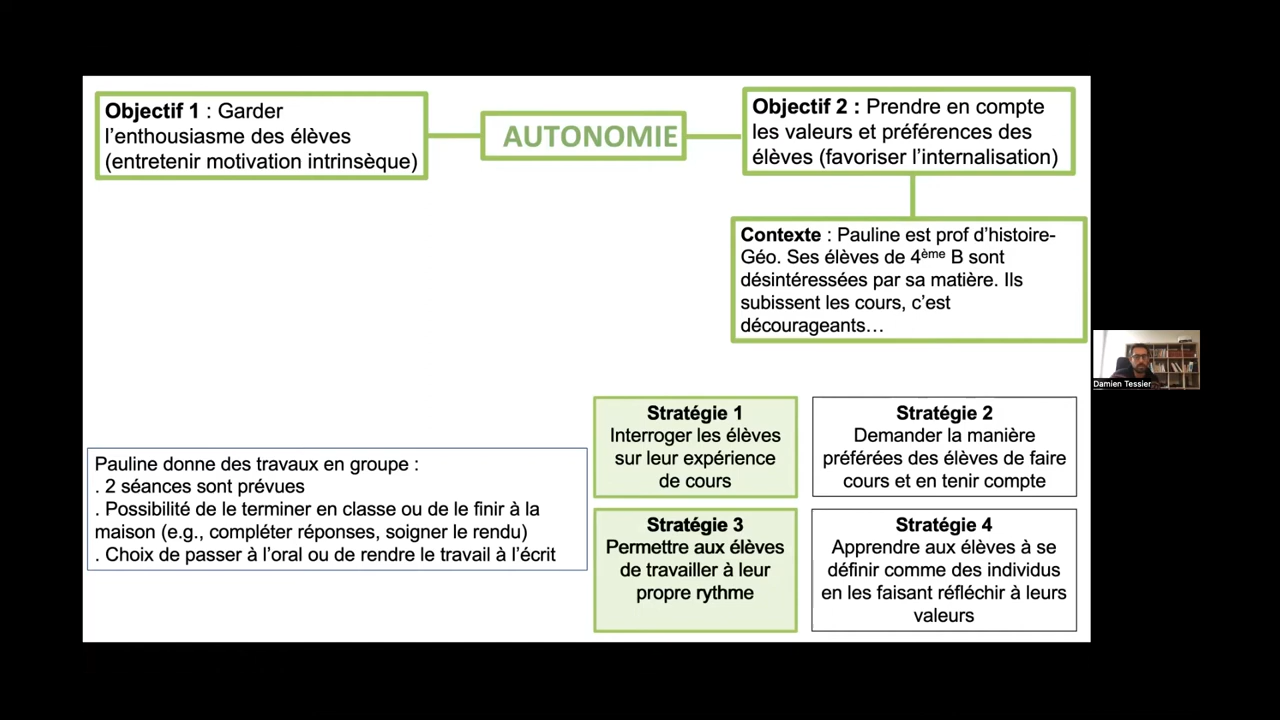 Objectif 1 : Garder
l'enthousiasme des élèves
(entretenir motivation intrinsèque)
AUTONOMIE
Objectif 2 : Prendre en compte
les valeurs et préférences des
élèves (favoriser l'internalisation)
Contexte : Pauline est prof d'histoire-
Géo. Ses élèves de 4ème B sont
désintéressées par sa matière. Ils
subissent les cours, c'est
décourageants…
Pauline donne des travaux en groupe :
. 2 séances sont prévues
. Possibilité de le terminer en classe ou de le finir à la
maison (e.g., compléter réponses, soigner le rendu)
. Choix de passer à l'oral ou de rendre le travail à l'écrit
Stratégie 1
Interroger les élèves
sur leur expérience
de cours
Stratégie 2
Demander la manière
préférées des élèves de faire
cours et en tenir compte
Stratégie 3
Permettre aux élèves
de travailler à leur
propre rythme
Stratégie 4
Apprendre aux élèves à se
définir comme des individus
en les faisant réfléchir à leurs
valeurs
Damien Tessier